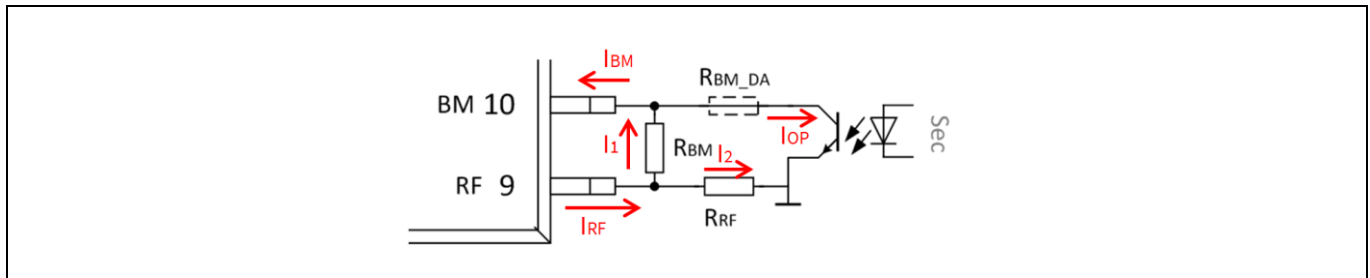 IBM
RBM_DA
BM 10
IOP
I1
RBM
I2
Sec
RF 9
IRF
RRF